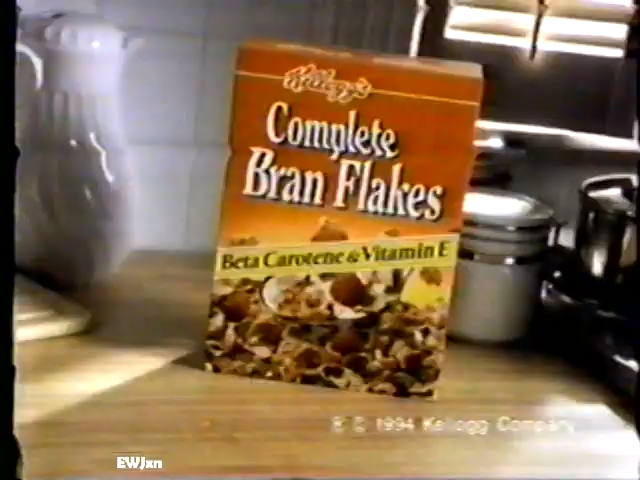 Kellogg's
Complete
Bran Flakes
Beta Carotene & Vitamin E
® © 1994 Kellogg Company
EWJxn